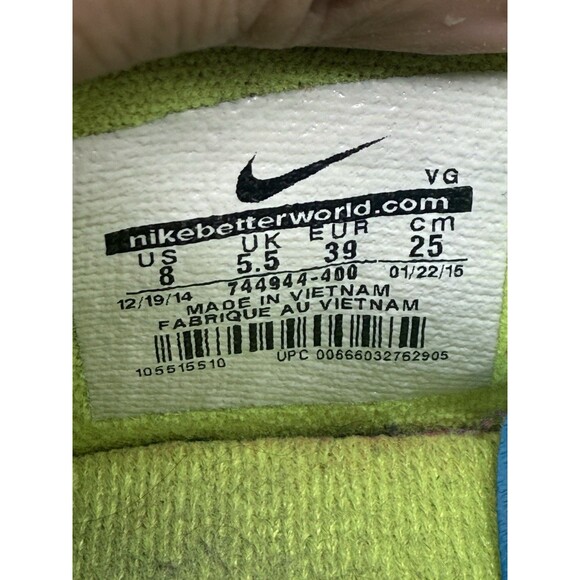 VG
nikebetterworld.com
US UK EUR cm
8 5.5 39 25
12/19/14 744944-400 01/22/15
MADE IN VIETNAM
FABRIQUE AU VIETNAM
105515510 UPC 00666032762905